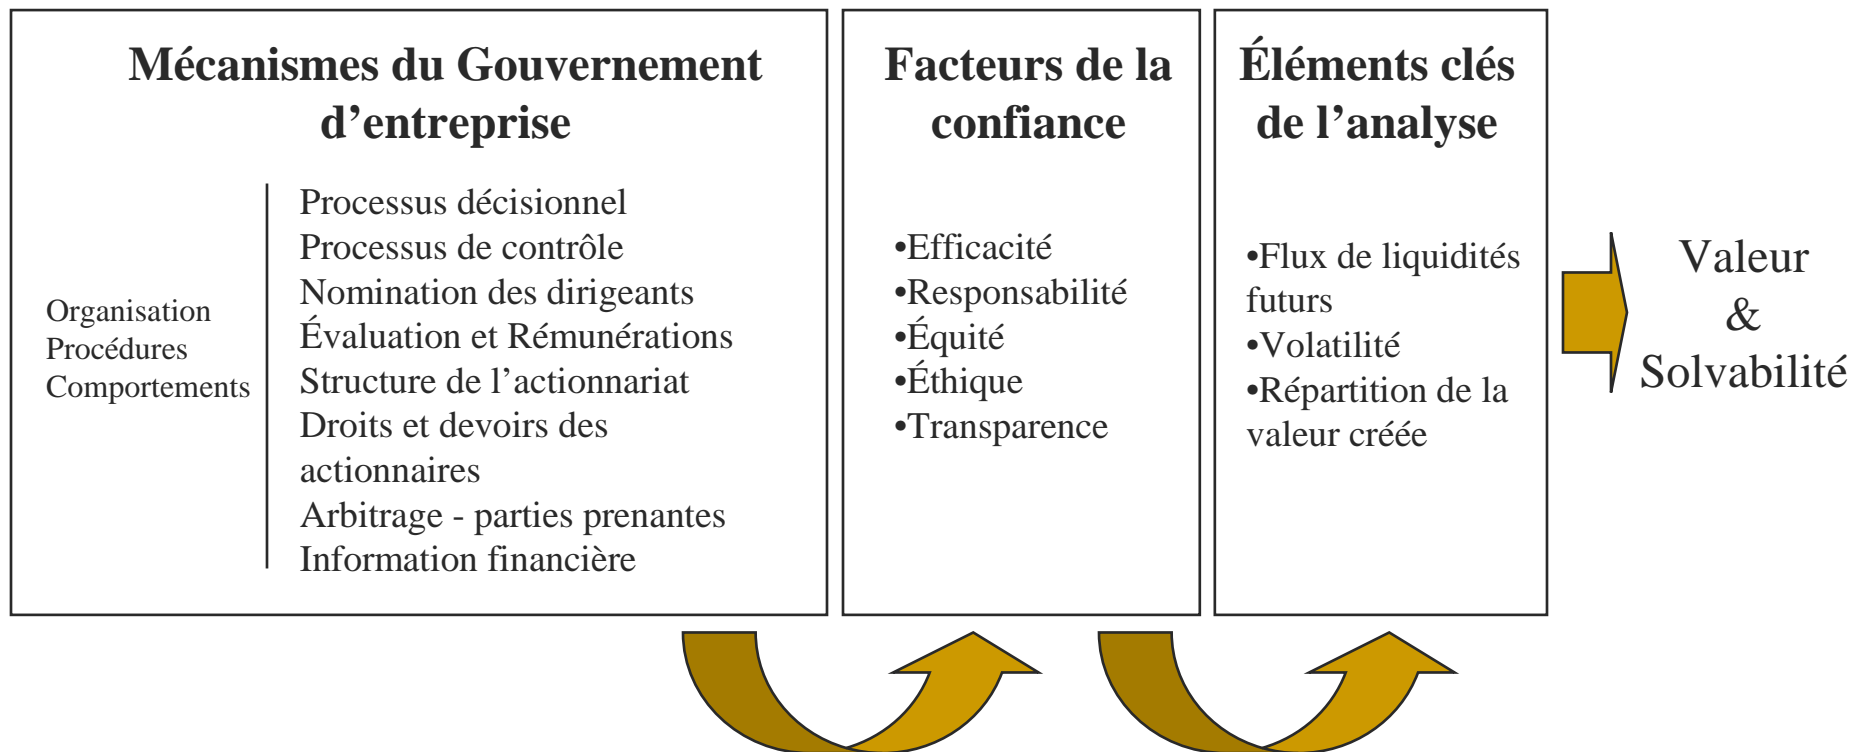 Mécanismes du Gouvernement
d’entreprise
Organisation
Procédures
Comportements
Processus décisionnel
Processus de contrôle
Nomination des dirigeants
Évaluation et Rémunérations
Structure de l’actionnariat
Droits et devoirs des
actionnaires
Arbitrage - parties prenantes
Information financière
Facteurs de la
confiance
•Efficacité
•Responsabilité
•Équité
•Éthique
•Transparence
Éléments clés
de l’analyse
•Flux de liquidités
futurs
•Volatilité
•Répartition de la
valeur créée
Valeur
&
Solvabilité